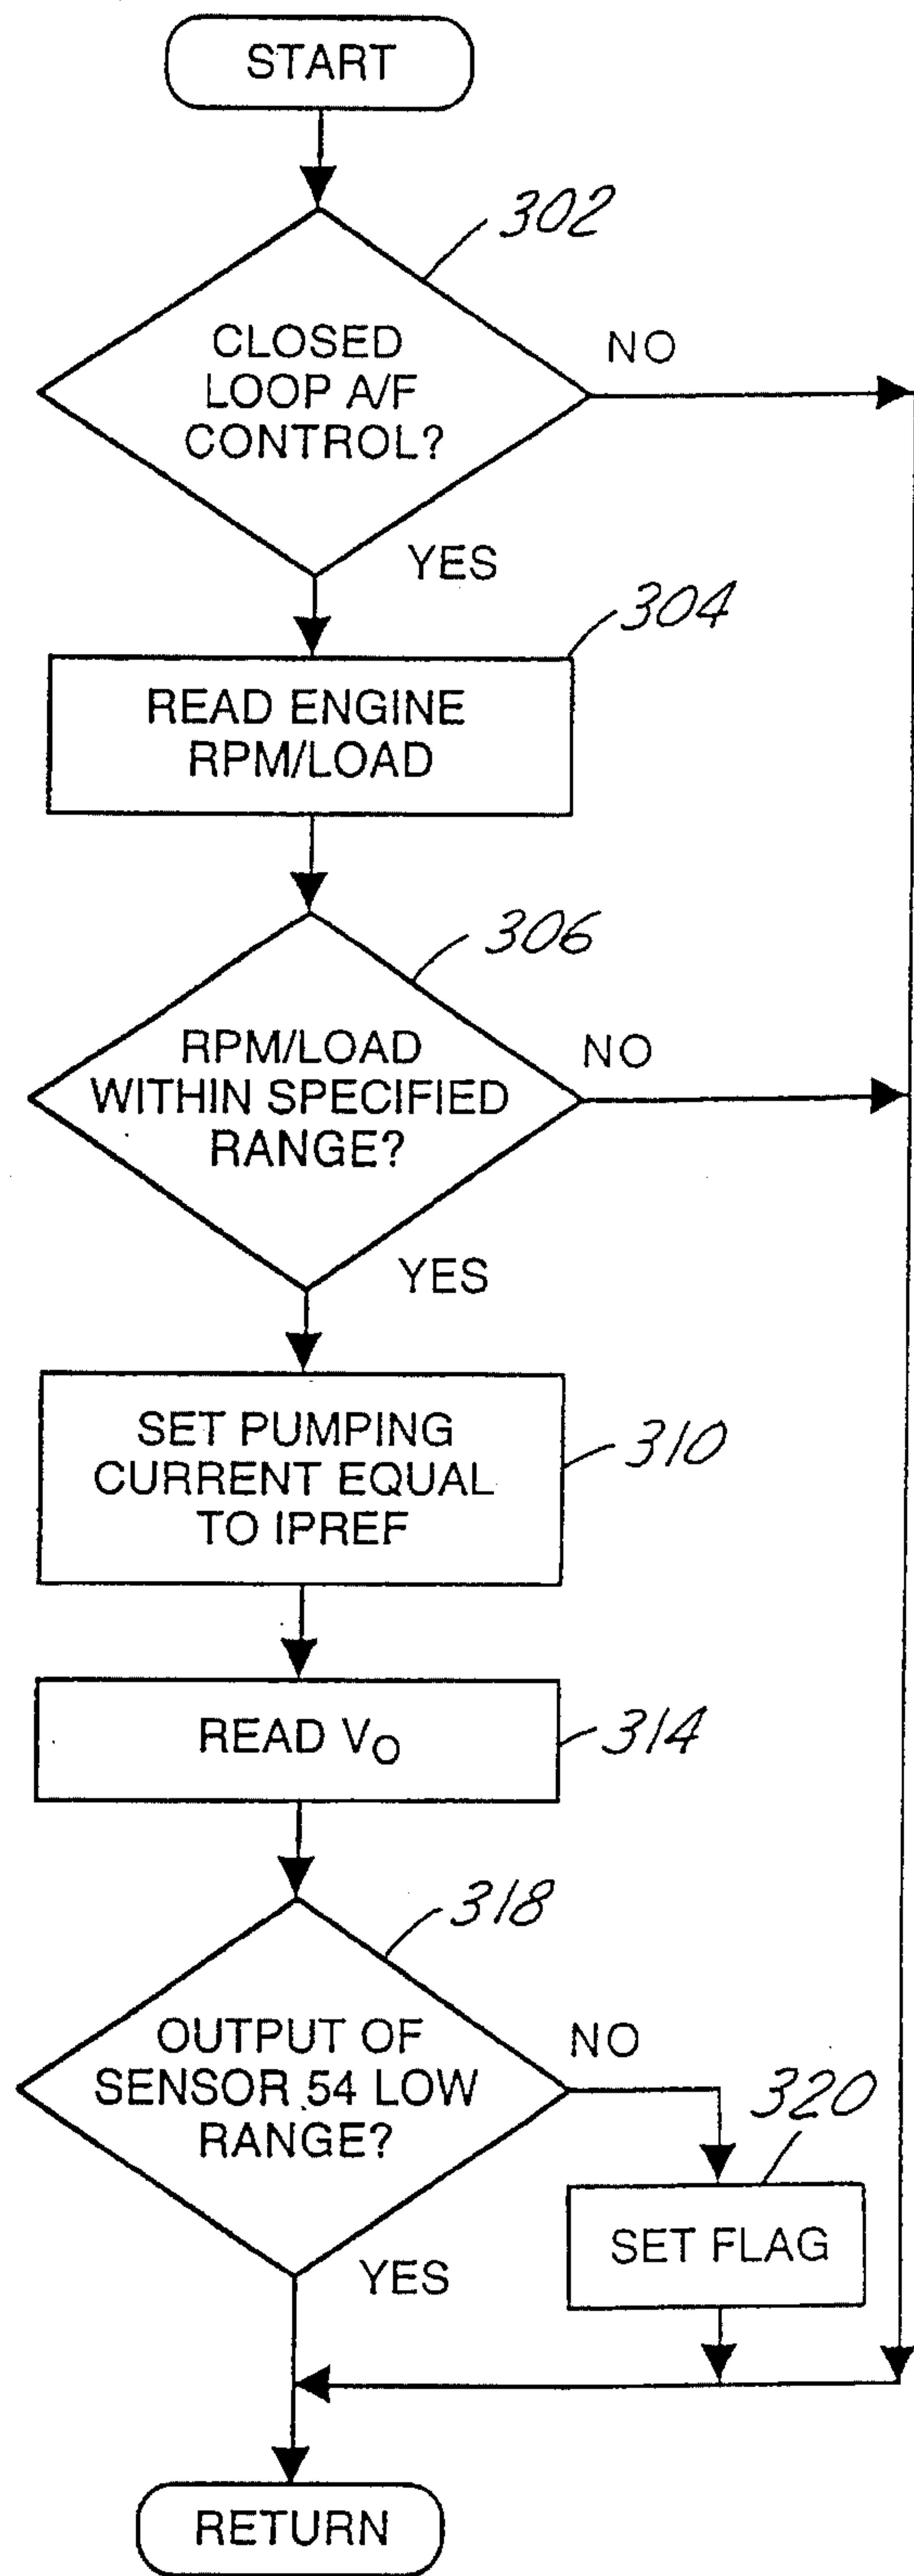 START
302
CLOSED
LOOP A/F
CONTROL?
NO
YES
304
READ ENGINE
RPM/LOAD
306
RPM/LOAD
WITHIN SPECIFIED
RANGE?
NO
YES
310
SET PUMPING
CURRENT EQUAL
TO IPREF
READ VO
314
318
OUTPUT OF
SENSOR 54 LOW
RANGE?
NO
320
SET FLAG
YES
RETURN